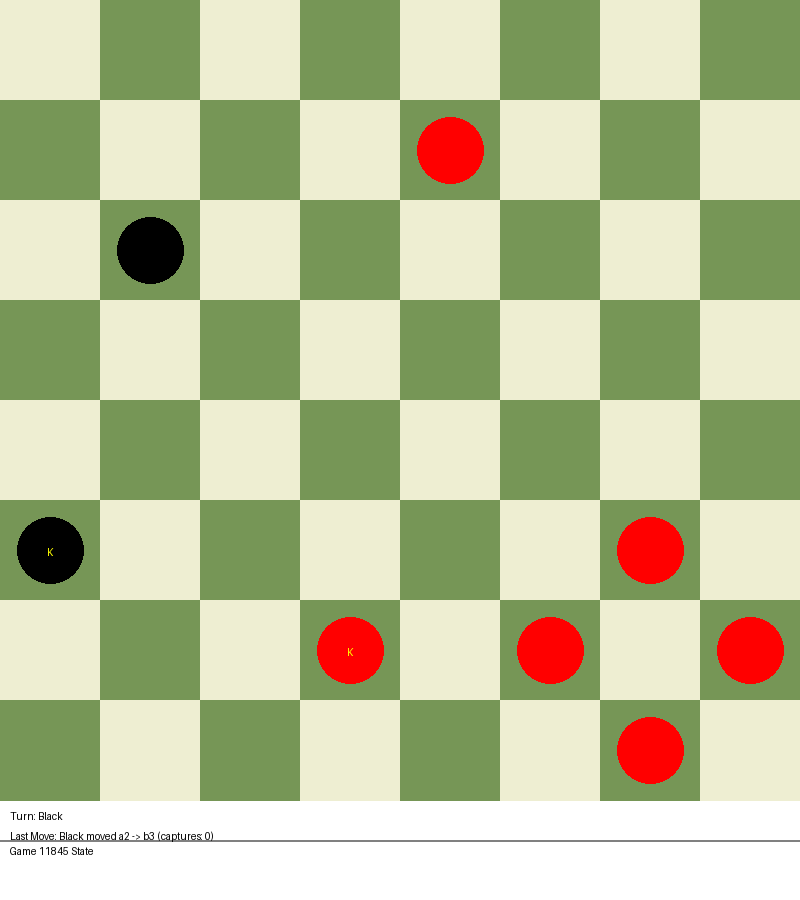 K
K
Turn: Black
Last Move: Black moved a2 -> b3 (captures: 0)
Game 11845 State